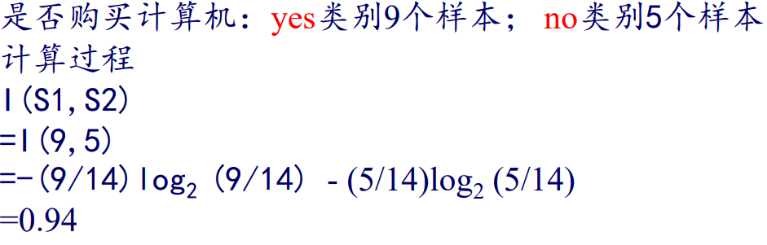 是否购买计算机：yes类别9个样本； no类别5个样本
计算过程
I(S1,S2)
=I(9,5)
=-(9/14)log₂ (9/14) - (5/14)log₂ (5/14)
=0.94